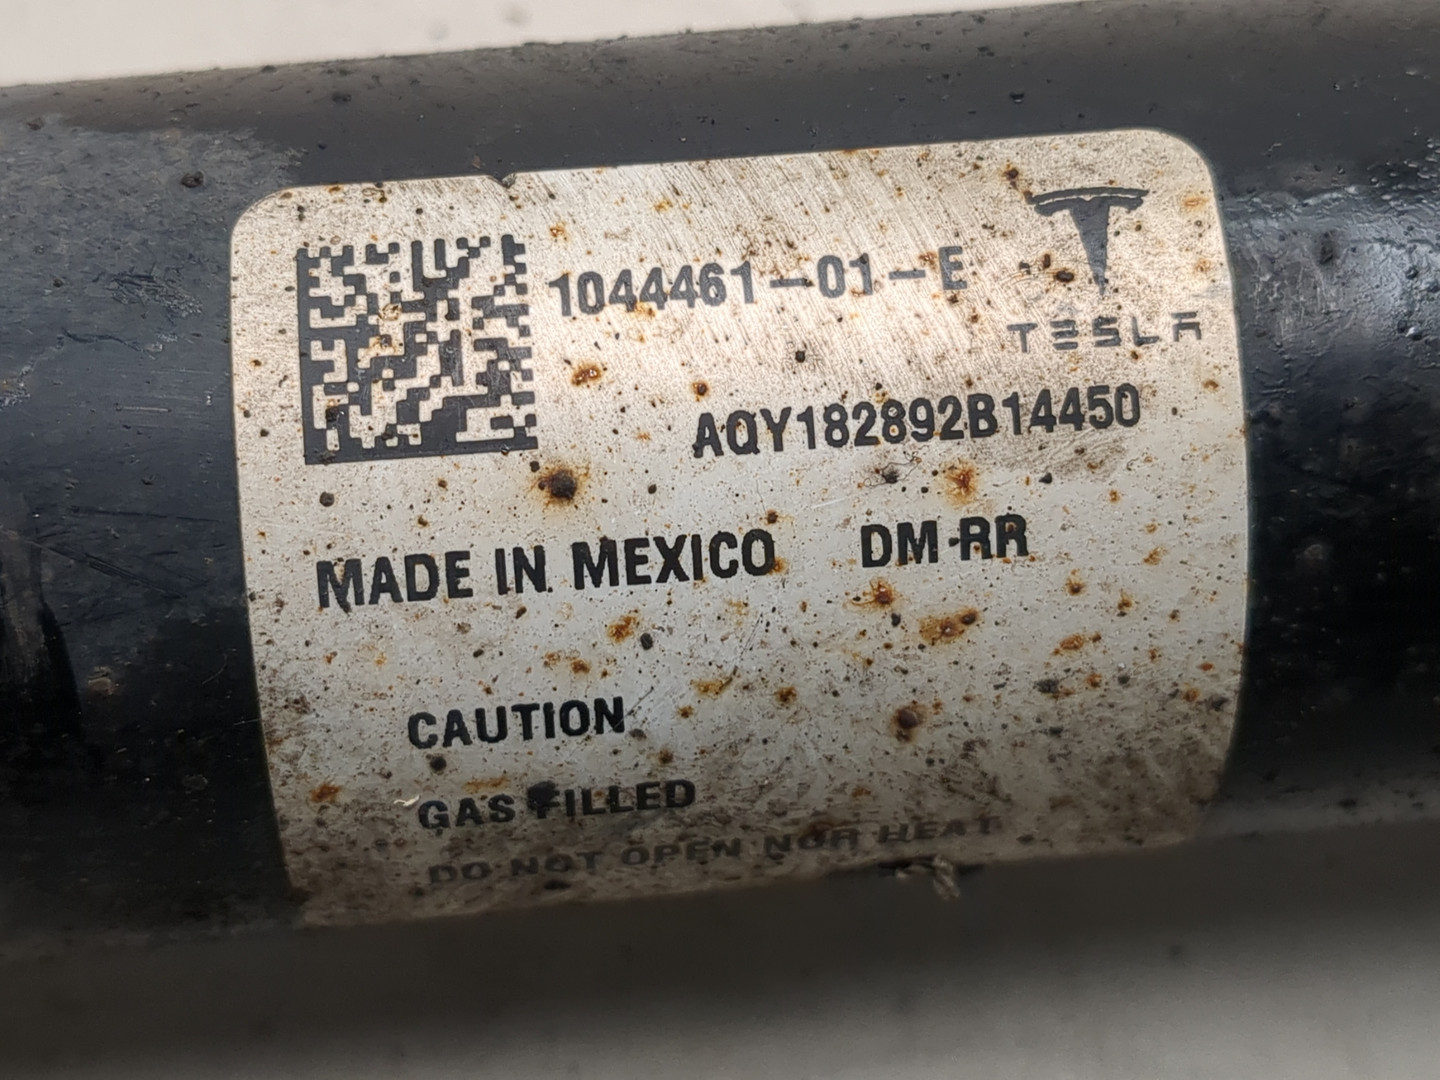 1044461-01-E
TESLA
AQY182892B14450
MADE IN MEXICO DM-RR
CAUTION
GAS FILLED
DO NOT OPEN NOR HEAT